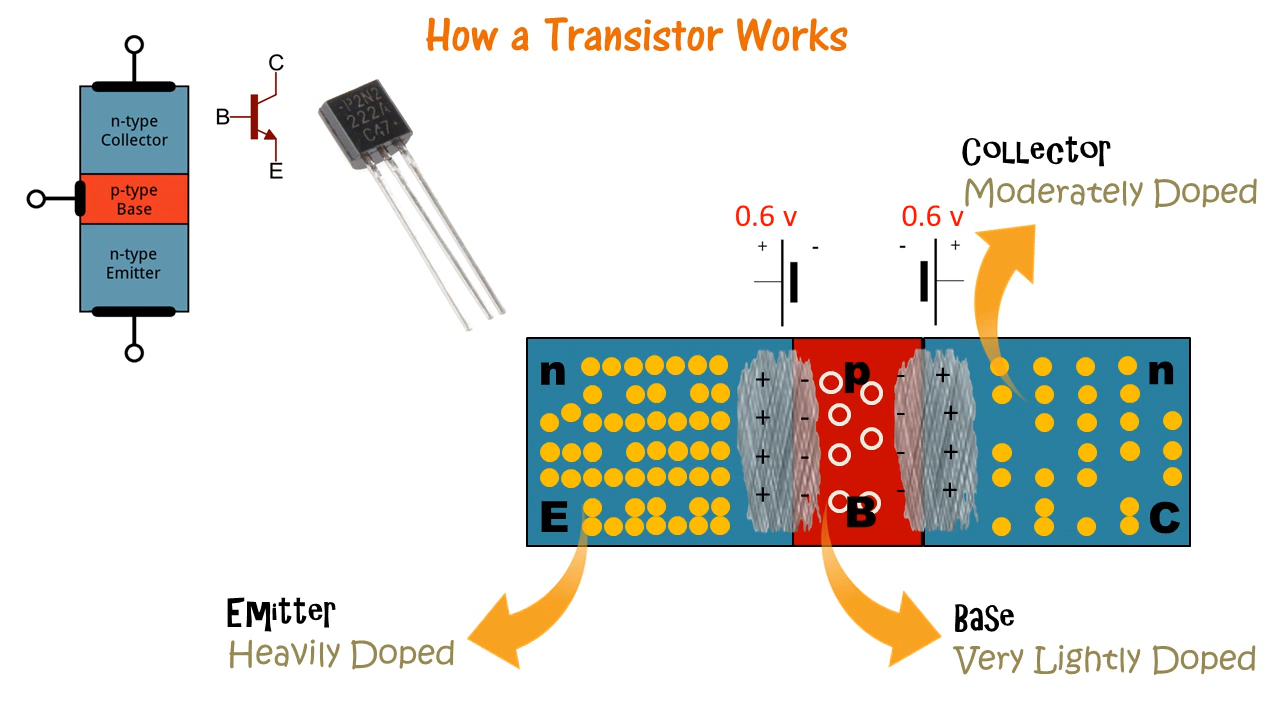 How a Transistor Works
n-type
Collector
p-type
Base
n-type
Emitter
C
B
E
P2N2
222A
C47
Collector
Moderately Doped
0.6 v
0.6 v
+ -
- +
n
p
n
+ - - +
+ - - +
+ - - +
+ - - +
E
B
C
Emitter
Heavily Doped
Base
Very Lightly Doped